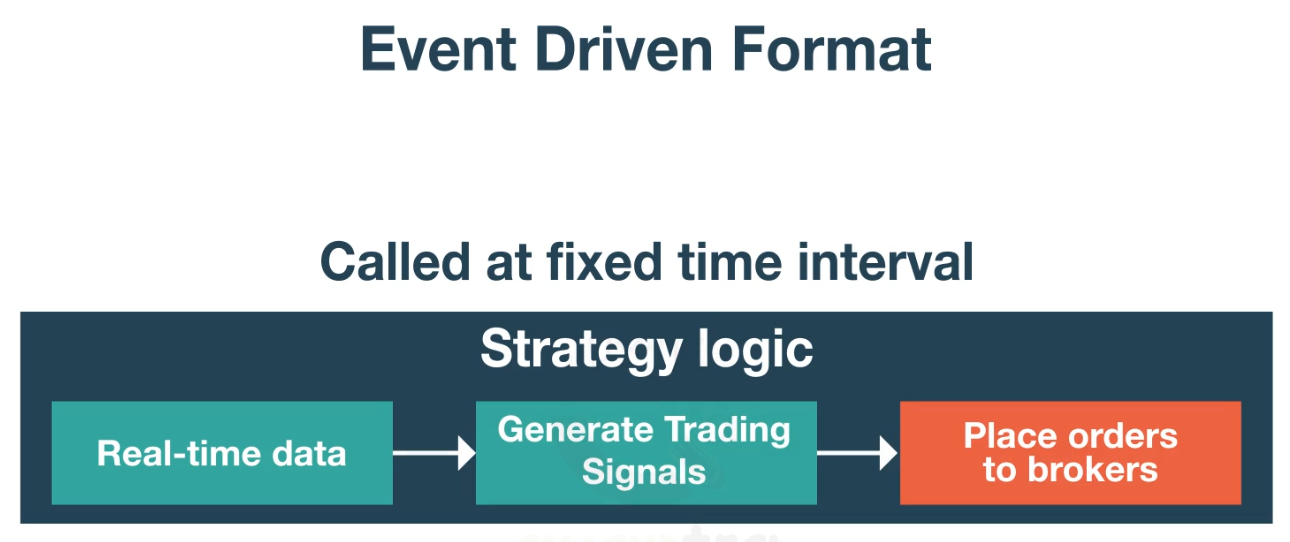 Event Driven Format
Called at fixed time interval
Strategy logic
Real-time data
Generate Trading
Signals
Place orders
to brokers